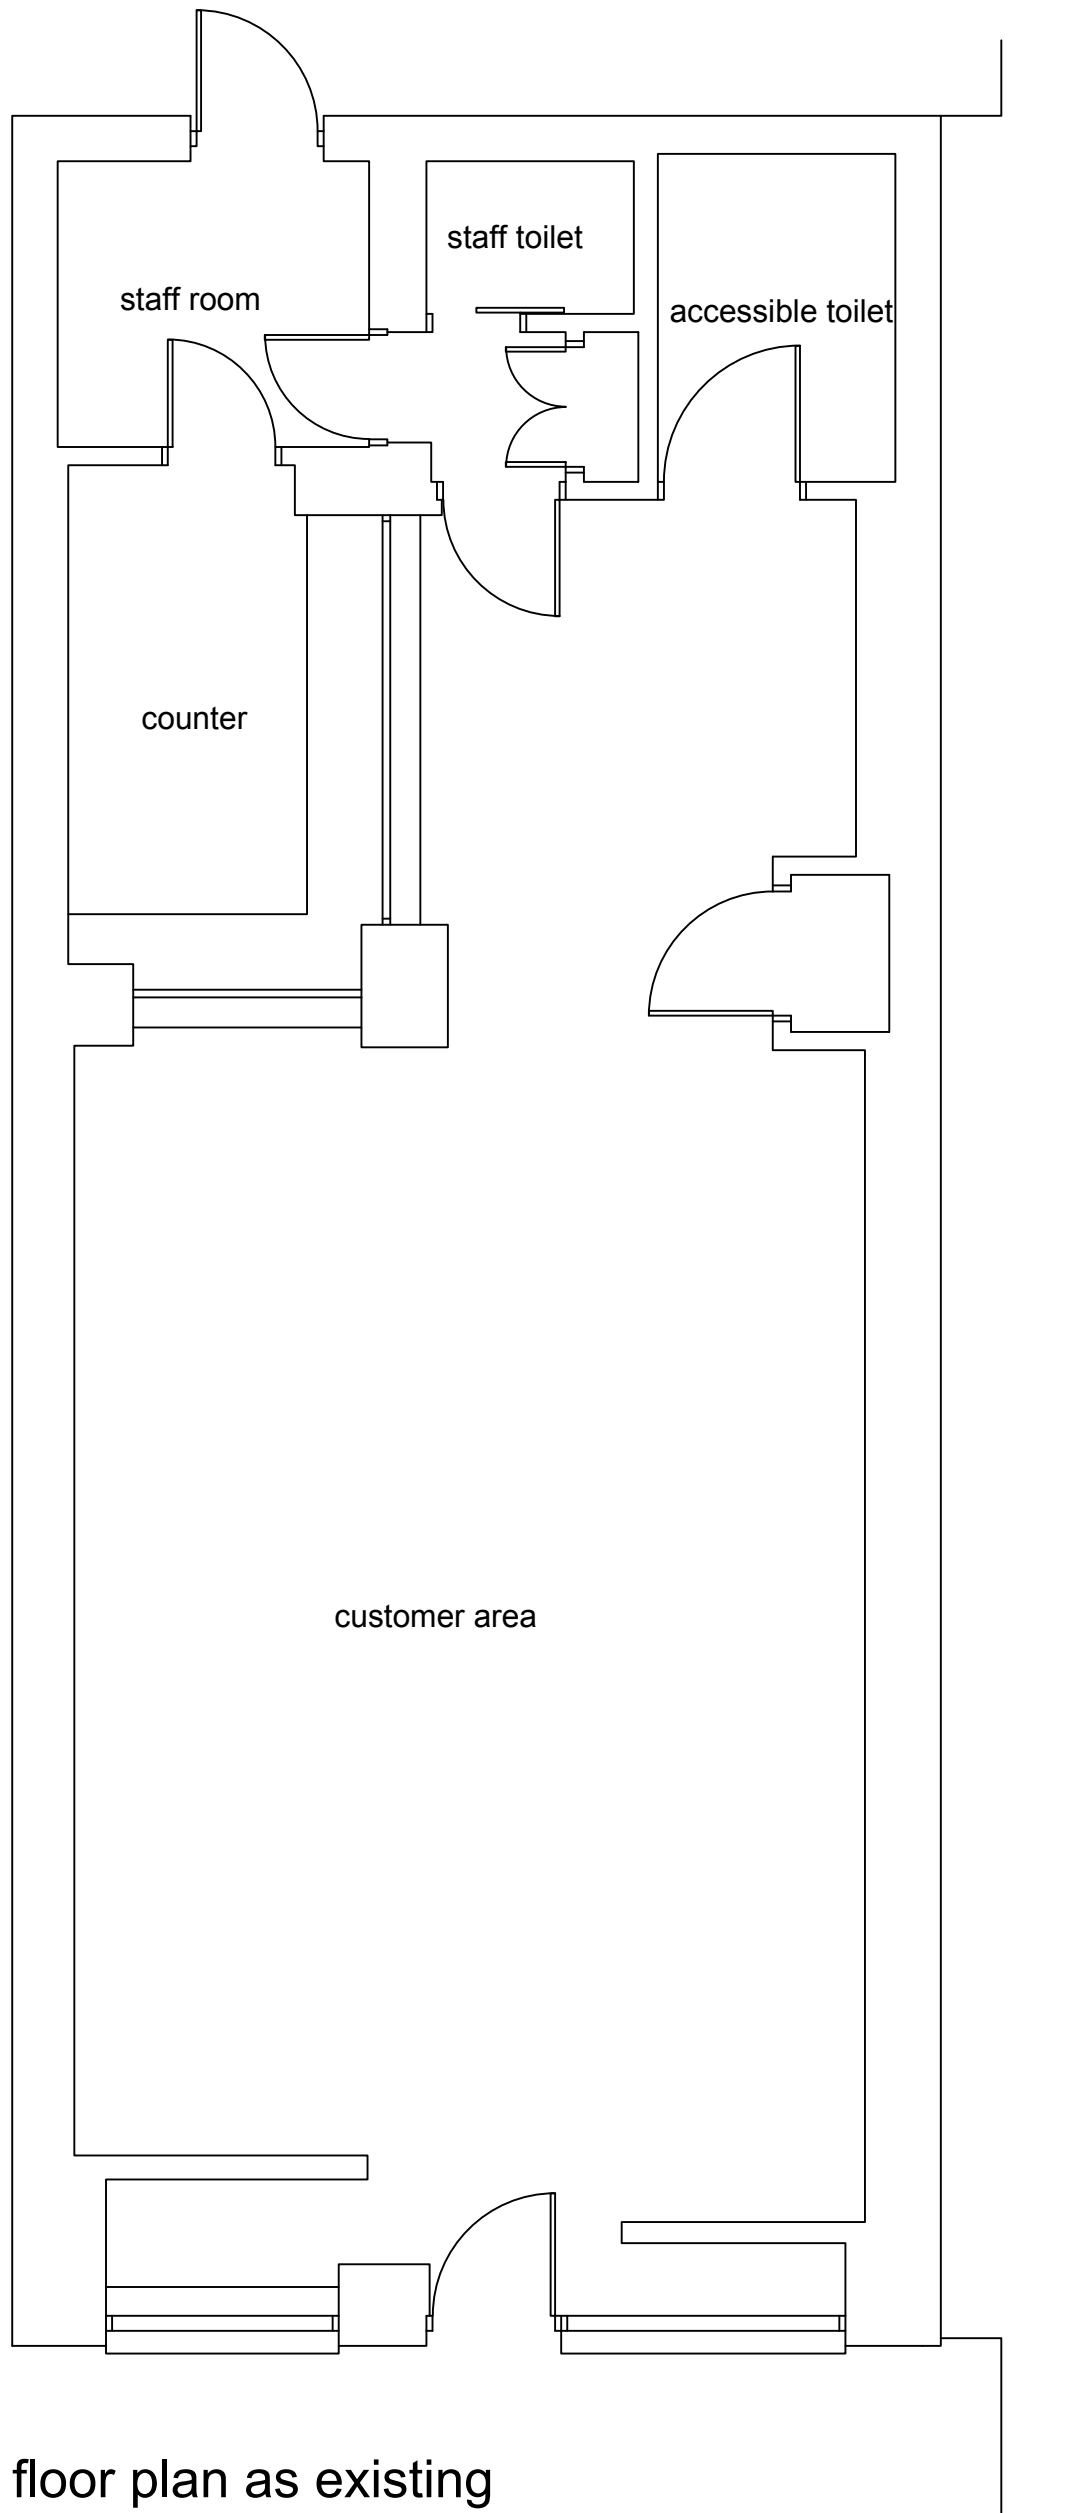 staff toilet
staff room
accessible toilet
counter
customer area
floor plan as existing